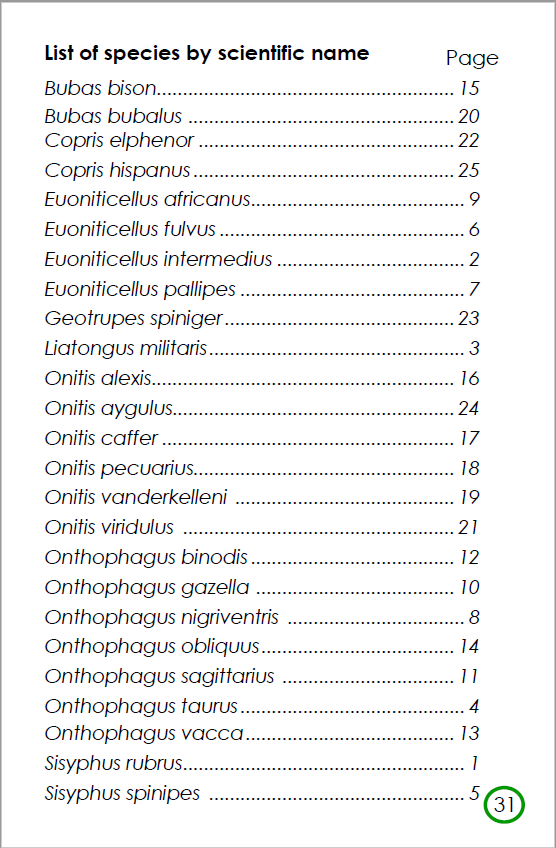 List of species by scientific name Page
Bubas bison.................................................. 15
Bubas bubalus ............................................. 20
Copris elphenor ........................................... 22
Copris hispanus............................................ 25
Euoniticellus africanus.................................... 9
Euoniticellus fulvus ......................................... 6
Euoniticellus intermedius ................................ 2
Euoniticellus pallipes ...................................... 7
Geotrupes spiniger....................................... 23
Liatongus militaris........................................... 3
Onitis alexis................................................... 16
Onitis aygulus............................................... 24
Onitis caffer ................................................. 17
Onitis pecuarius............................................ 18
Onitis vanderkelleni ..................................... 19
Onitis viridulus .............................................. 21
Onthophagus binodis.................................. 12
Onthophagus gazella ................................. 10
Onthophagus nigriventris .............................. 8
Onthophagus obliquus................................. 14
Onthophagus sagittarius ............................. 11
Onthophagus taurus...................................... 4
Onthophagus vacca................................... 13
Sisyphus rubrus............................................... 1
Sisyphus spinipes ........................................... 5
31